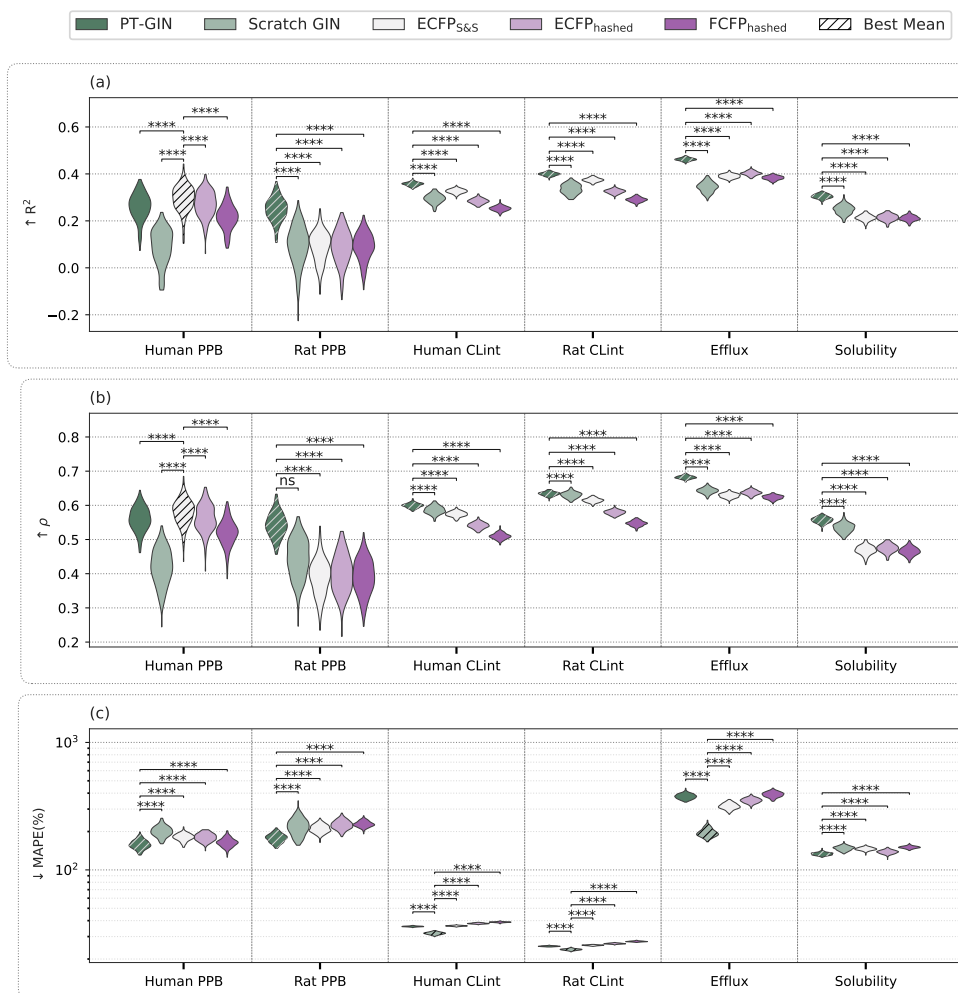 PT-GIN Scratch GIN ECFP_S&S ECFP_hashed FCFP_hashed Best Mean
(a)
**** **** **** ****
**** **** **** ****
**** **** **** ****
**** **** **** ****
**** **** **** ****
**** **** **** ****
↑ R²
0.6
0.4
0.2
0.0
−0.2
Human PPB Rat PPB Human CLint Rat CLint Efflux Solubility
(b)
**** **** **** ****
ns **** **** ****
**** **** **** ****
**** **** **** ****
**** **** **** ****
**** **** **** ****
↑ ρ
0.8
0.7
0.6
0.5
0.4
0.3
0.2
Human PPB Rat PPB Human CLint Rat CLint Efflux Solubility
(c)
**** **** **** ****
**** **** **** ****
**** **** **** ****
**** **** **** ****
**** **** **** ****
**** **** **** ****
↓ MAPE(%)
10³
10²
Human PPB Rat PPB Human CLint Rat CLint Efflux Solubility